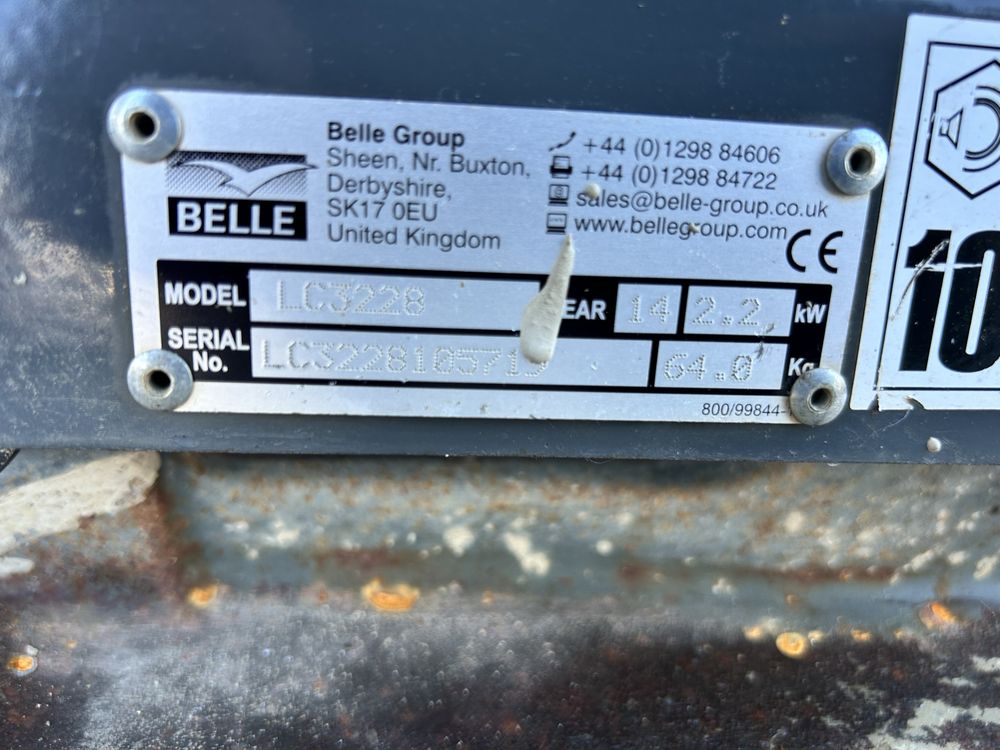 BELLE
Belle Group
Sheen, Nr. Buxton,
Derbyshire,
SK17 0EU
United Kingdom
+44 (0)1298 84606
+44 (0)1298 84722
sales@belle-group.co.uk
www.bellegroup.com
CE
MODEL LC3228 EAR 14 2.2 kW
SERIAL
No. 64.0 Kg
800/99844-
10